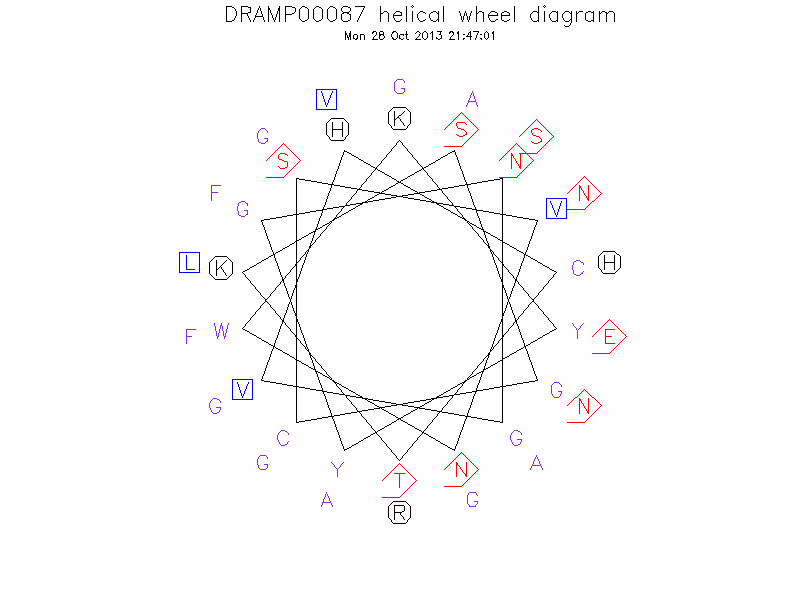 DRAMP00087 helical wheel diagram
Mon 28 Oct 2013 21:47:01
G
V A
K
H S S
G S N
F N
G V
L K C H
F W Y E
V G
G N
C G
G A
Y T N
A G
R